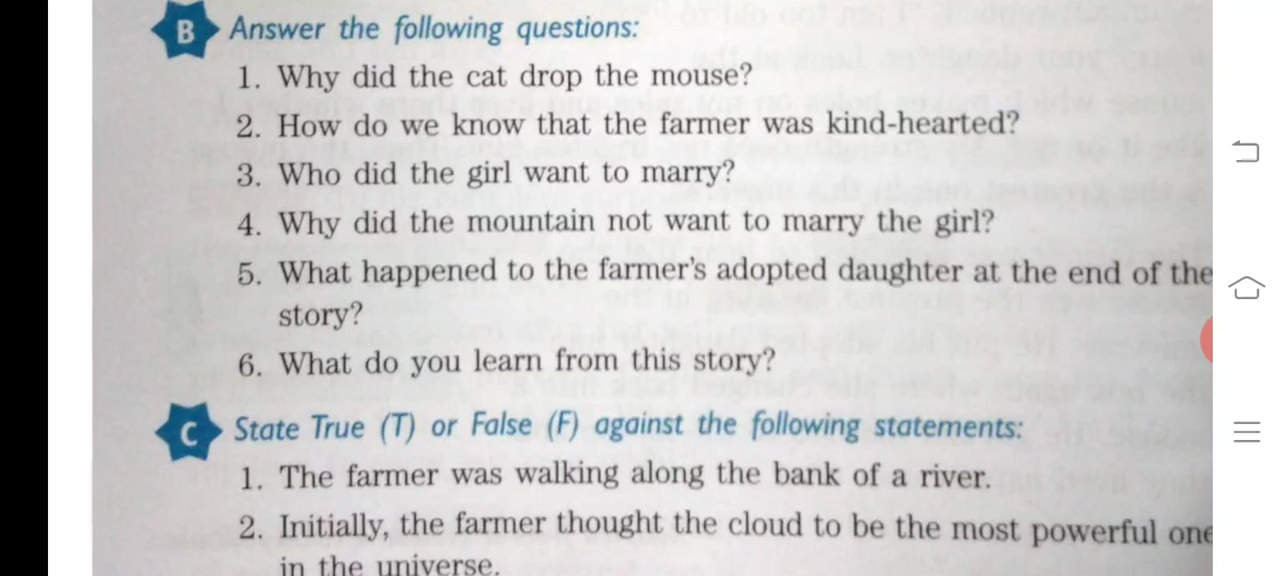 B Answer the following questions:
1. Why did the cat drop the mouse?
2. How do we know that the farmer was kind-hearted?
3. Who did the girl want to marry?
4. Why did the mountain not want to marry the girl?
5. What happened to the farmer's adopted daughter at the end of the
story?
6. What do you learn from this story?
C State True (T) or False (F) against the following statements:
1. The farmer was walking along the bank of a river.
2. Initially, the farmer thought the cloud to be the most powerful one
in the universe.